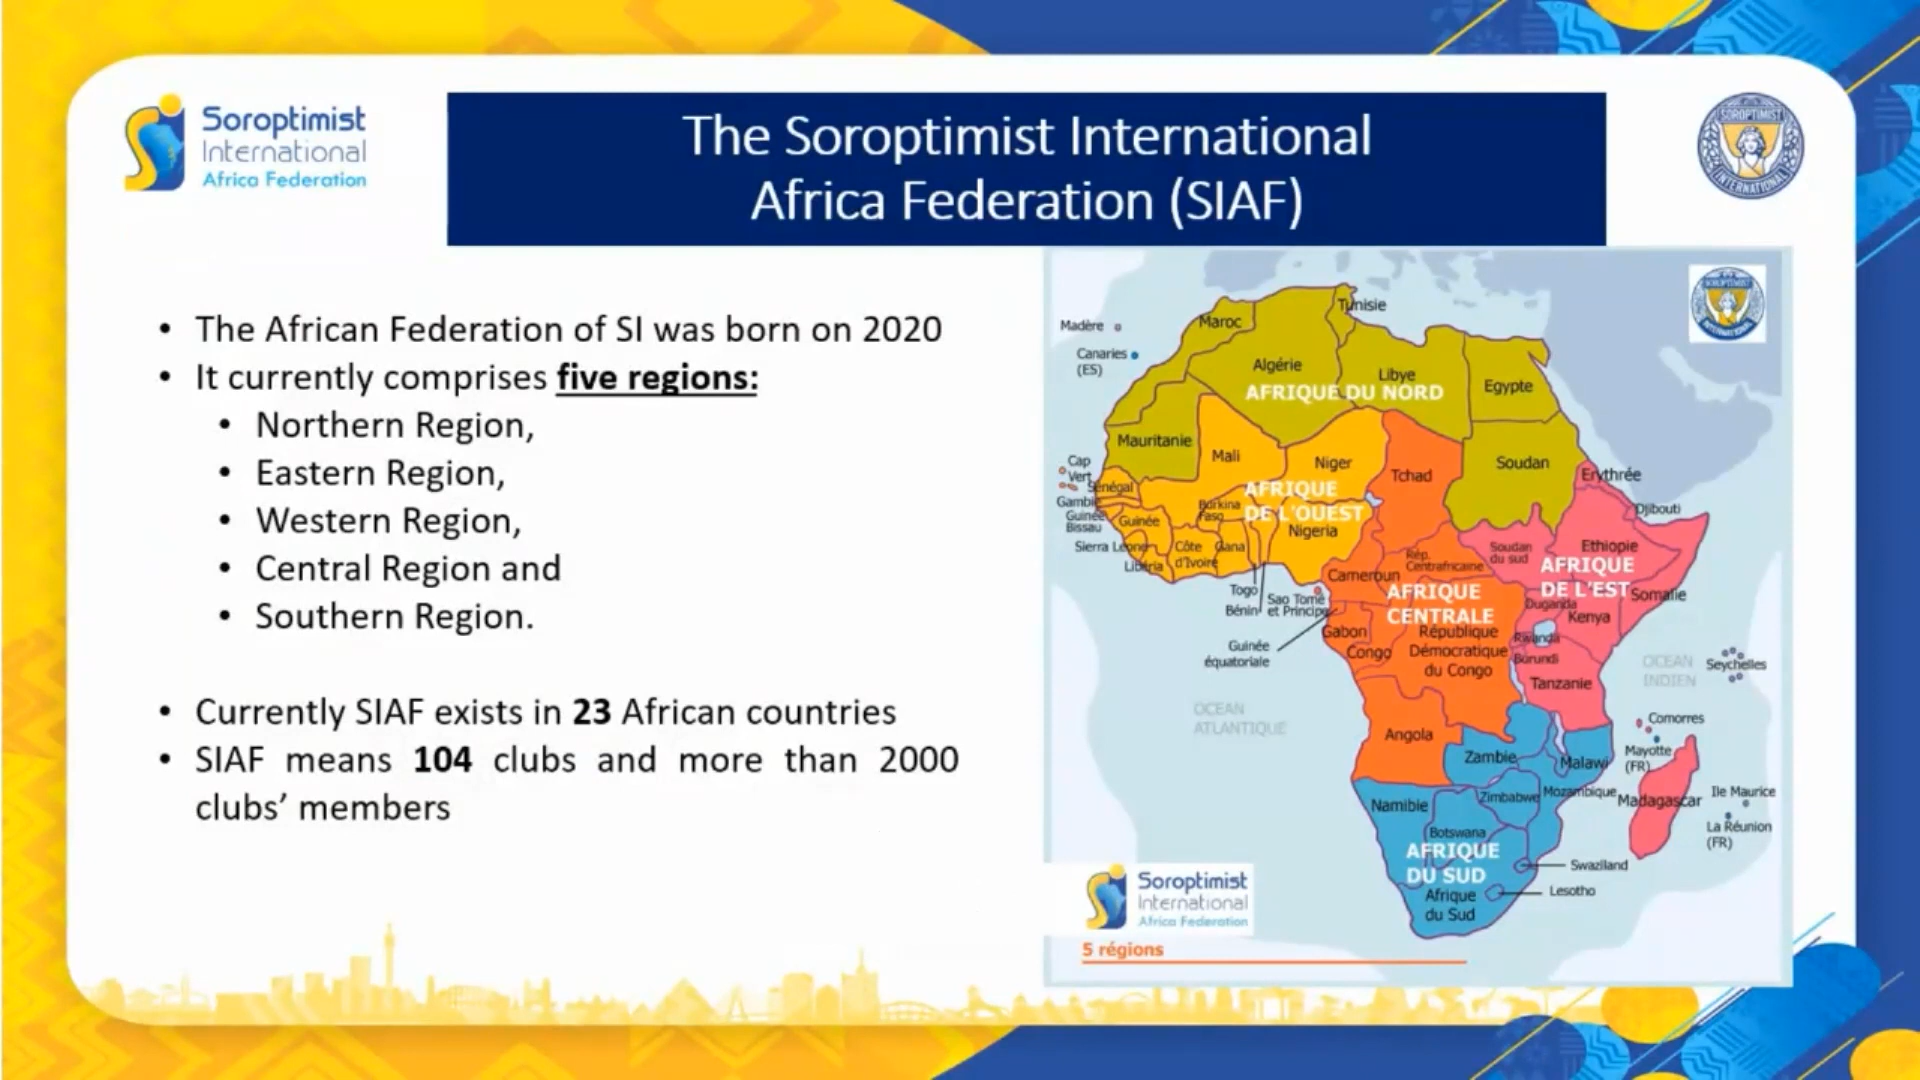 Soroptimist
International
Africa Federation
The Soroptimist International
Africa Federation (SIAF)
SOROPTIMIST
INTERNATIONAL
• The African Federation of SI was born on 2020
• It currently comprises five regions:
• Northern Region,
• Eastern Region,
• Western Region,
• Central Region and
• Southern Region.
• Currently SIAF exists in 23 African countries
• SIAF means 104 clubs and more than 2000
clubs’ members
Madère
Canaries
(ES)
Maroc
Tunisie
Algérie
Libye
Egypte
AFRIQUE DU NORD
Mauritanie
Mali
Niger
Tchad
Soudan
Erythrée
Cap
Vert
Sénégal
Gambie
Guinée
Bissau
Guinée
Burkina
Faso
AFRIQUE
DE L'OUEST
Nigeria
Djibouti
Sierra Leone
Liberia
Côte
d'Ivoire
Gana
Togo
Bénin
Sao Tomé
et Principe
Guinée
équatoriale
Cameroun
Rép.
Centrafricaine
Soudan
du sud
Ethiopie
AFRIQUE
DE L'EST
Somalie
AFRIQUE
CENTRALE
Duganda
Kenya
Gabon
Congo
République
Démocratique
du Congo
Rwanda
Burundi
Tanzanie
OCEAN
INDIEN
Seychelles
OCEAN
ATLANTIQUE
Angola
Zambie
Malawi
Comorres
Mayotte
(FR)
Namibie
Zimbabwe
Mozambique
Madagascar
Ile Maurice
La Réunion
(FR)
Botswana
AFRIQUE
DU SUD
Afrique
du Sud
Swaziland
Lesotho
Soroptimist
International
Africa Federation
5 régions